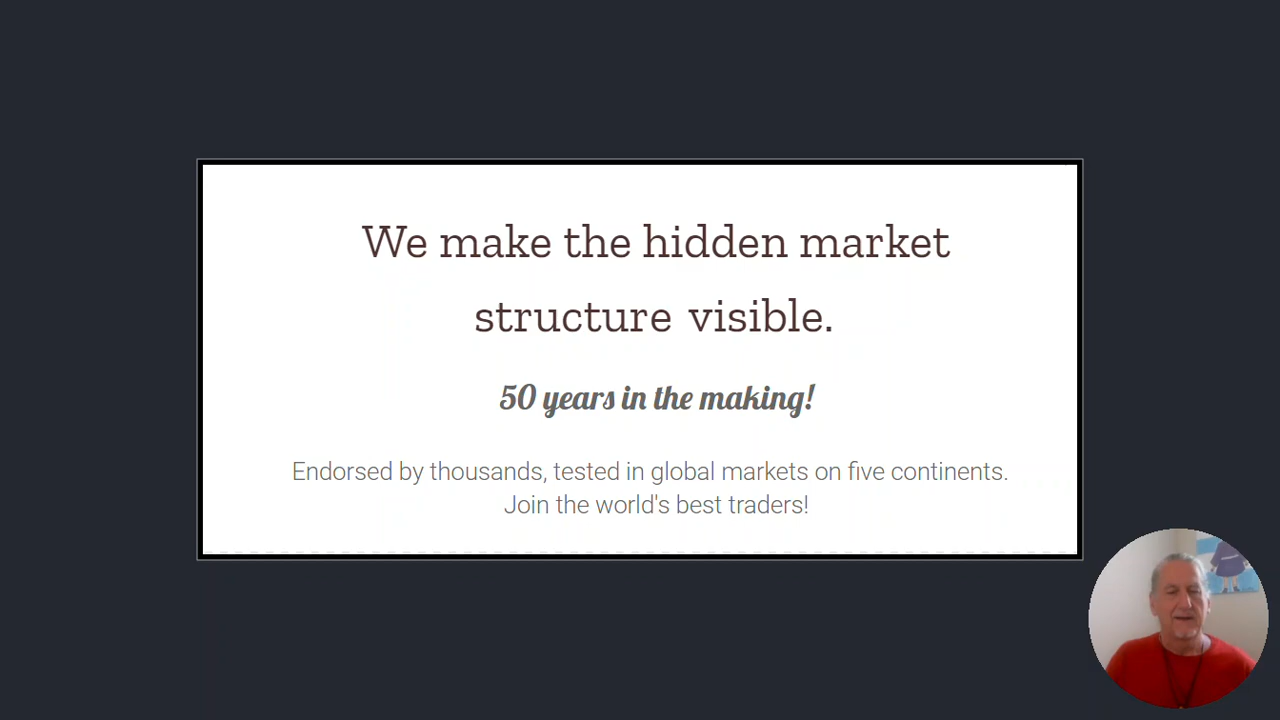 We make the hidden market
structure visible.
50 years in the making!
Endorsed by thousands, tested in global markets on five continents.
Join the world's best traders!